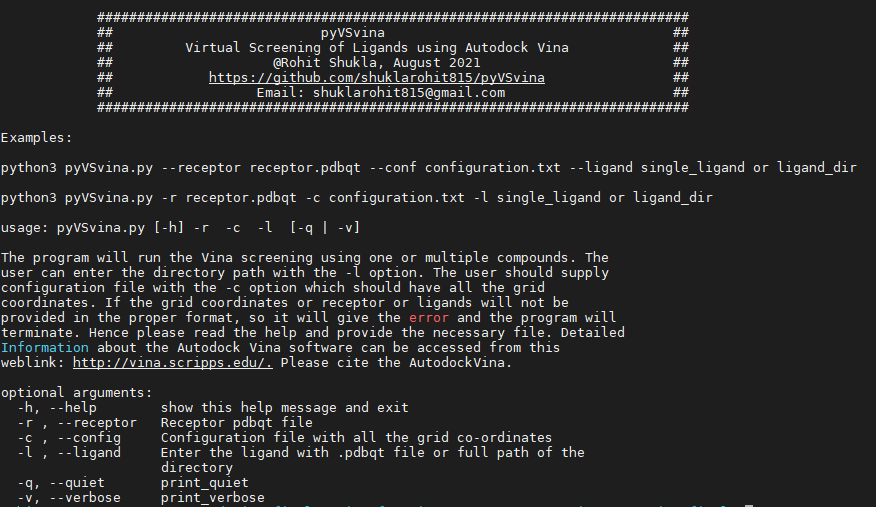 ##########################################################################
## pyVSvina ##
## Virtual Screening of Ligands using Autodock Vina ##
## @Rohit Shukla, August 2021 ##
## https://github.com/shuklarohit815/pyVSvina ##
## Email: shuklarohit815@gmail.com ##
##########################################################################
Examples:
python3 pyVSvina.py --receptor receptor.pdbqt --conf configuration.txt --ligand single_ligand or ligand_dir
python3 pyVSvina.py -r receptor.pdbqt -c configuration.txt -l single_ligand or ligand_dir
usage: pyVSvina.py [-h] -r  -c  -l  [-q | -v]
The program will run the Vina screening using one or multiple compounds. The
user can enter the directory path with the -l option. The user should supply
configuration file with the -c option which should have all the grid
coordinates. If the grid coordinates or receptor or ligands will not be
provided in the proper format, so it will give the error and the program will
terminate. Hence please read the help and provide the necessary file. Detailed
Information about the Autodock Vina software can be accessed from this
weblink: http://vina.scripps.edu/. Please cite the AutodockVina.
optional arguments:
-h, --help show this help message and exit
-r , --receptor Receptor pdbqt file
-c , --config Configuration file with all the grid co-ordinates
-l , --ligand Enter the ligand with .pdbqt file or full path of the
directory
-q, --quiet print_quiet
-v, --verbose print_verbose